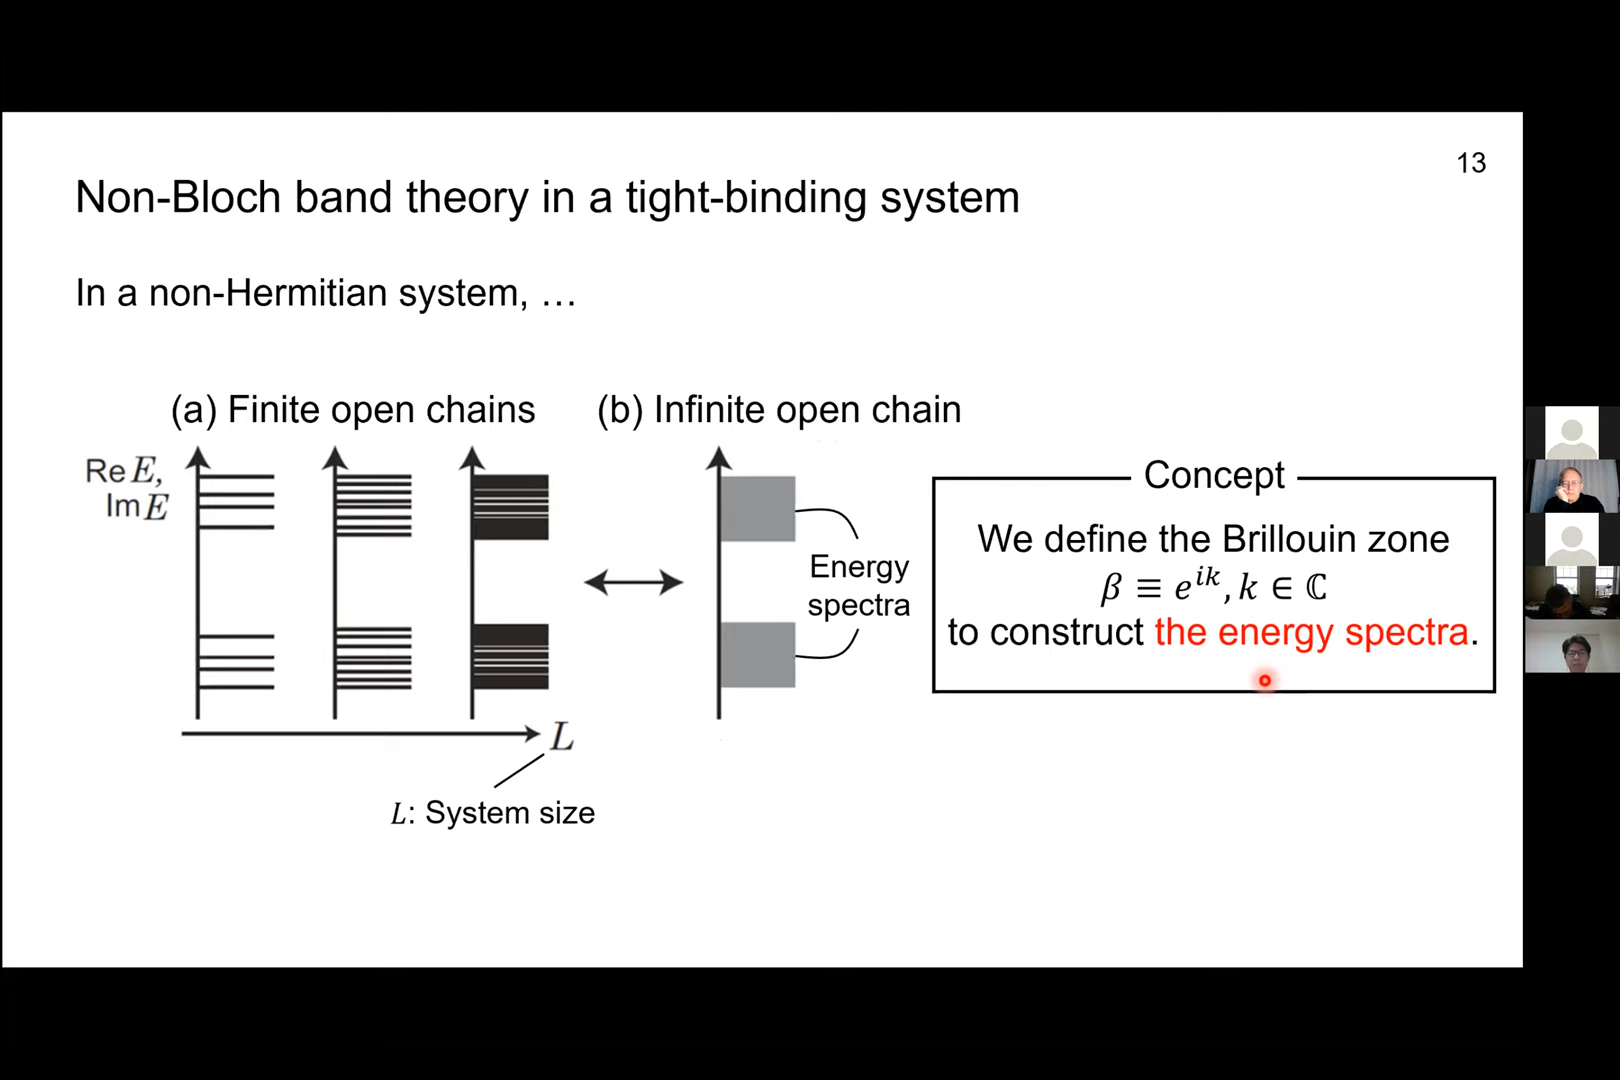 13
Non-Bloch band theory in a tight-binding system
In a non-Hermitian system, …
(a) Finite open chains
(b) Infinite open chain
Re E,
Im E
Energy
spectra
L
L: System size
Concept
We define the Brillouin zone
β ≡ e^{ik}, k ∈ ℂ
to construct the energy spectra.